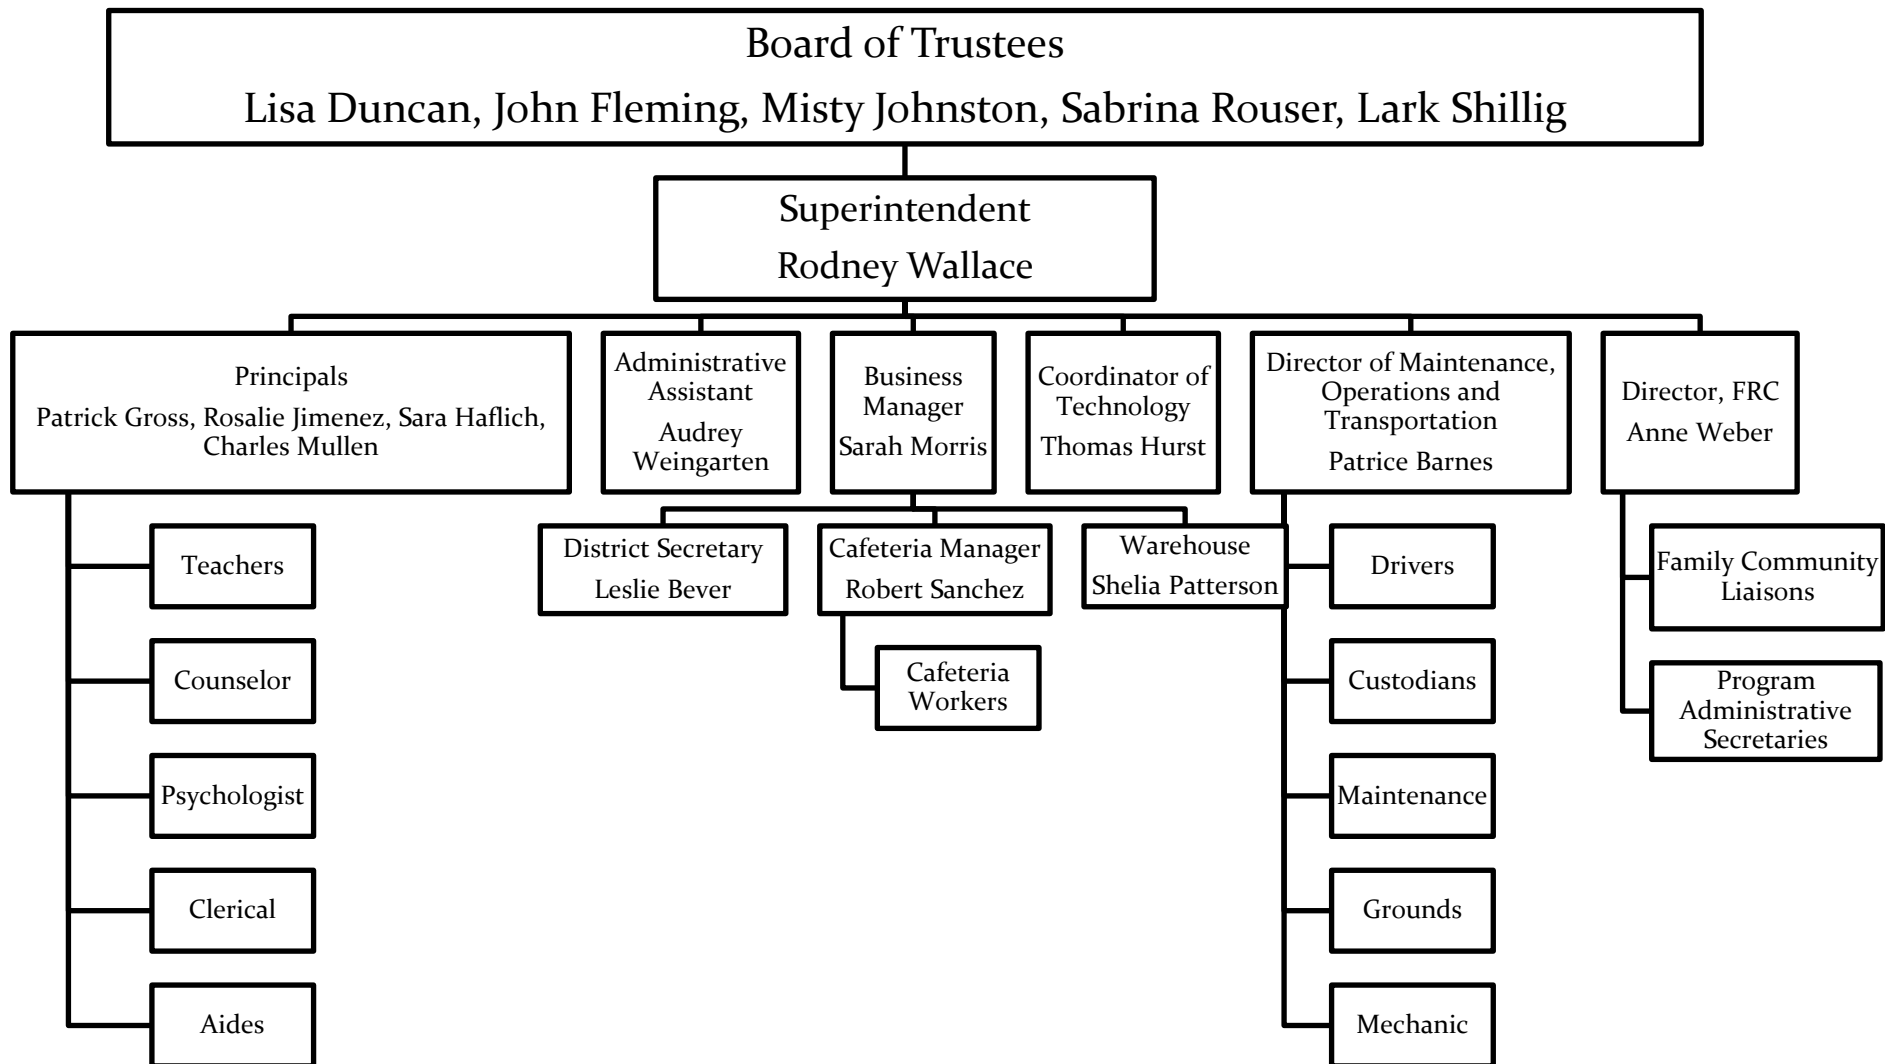 Board of Trustees
Lisa Duncan, John Fleming, Misty Johnston, Sabrina Rouser, Lark Shillig
Superintendent
Rodney Wallace
Principals
Patrick Gross, Rosalie Jimenez, Sara Haflich,
Charles Mullen
Administrative
Assistant
Audrey
Weingarten
Business
Manager
Sarah Morris
Coordinator of
Technology
Thomas Hurst
Director of Maintenance,
Operations and
Transportation
Patrice Barnes
Director, FRC
Anne Weber
Teachers
Counselor
Psychologist
Clerical
Aides
District Secretary
Leslie Bever
Cafeteria Manager
Robert Sanchez
Cafeteria
Workers
Warehouse
Shelia Patterson
Drivers
Custodians
Maintenance
Grounds
Mechanic
Family Community
Liaisons
Program
Administrative
Secretaries